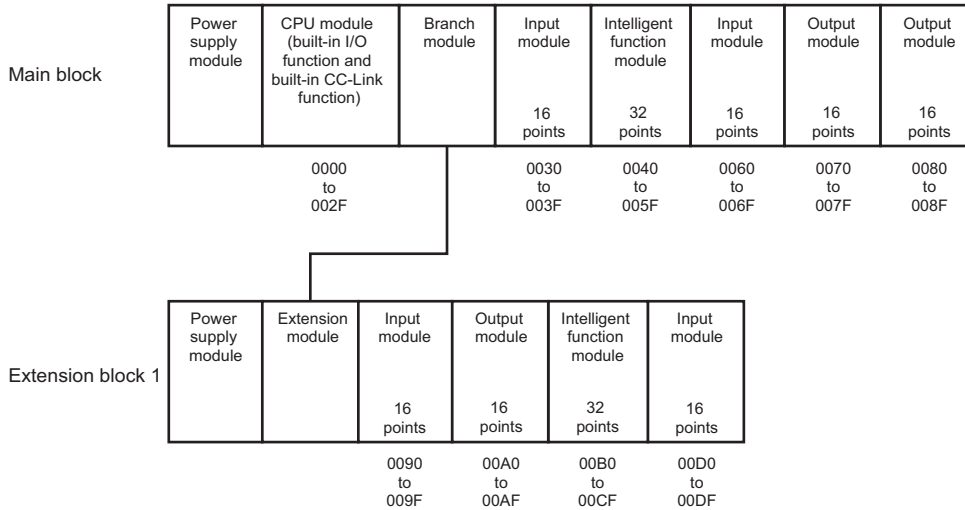 Main block
Power
supply
module
CPU module
(built-in I/O
function and
built-in CC-Link
function)
Branch
module
Input
module
16
points
Intelligent
function
module
32
points
Input
module
16
points
Output
module
16
points
Output
module
16
points
0000
to
002F
0030
to
003F
0040
to
005F
0060
to
006F
0070
to
007F
0080
to
008F
Extension block 1
Power
supply
module
Extension
module
Input
module
16
points
Output
module
16
points
Intelligent
function
module
32
points
Input
module
16
points
0090
to
009F
00A0
to
00AF
00B0
to
00CF
00D0
to
00DF